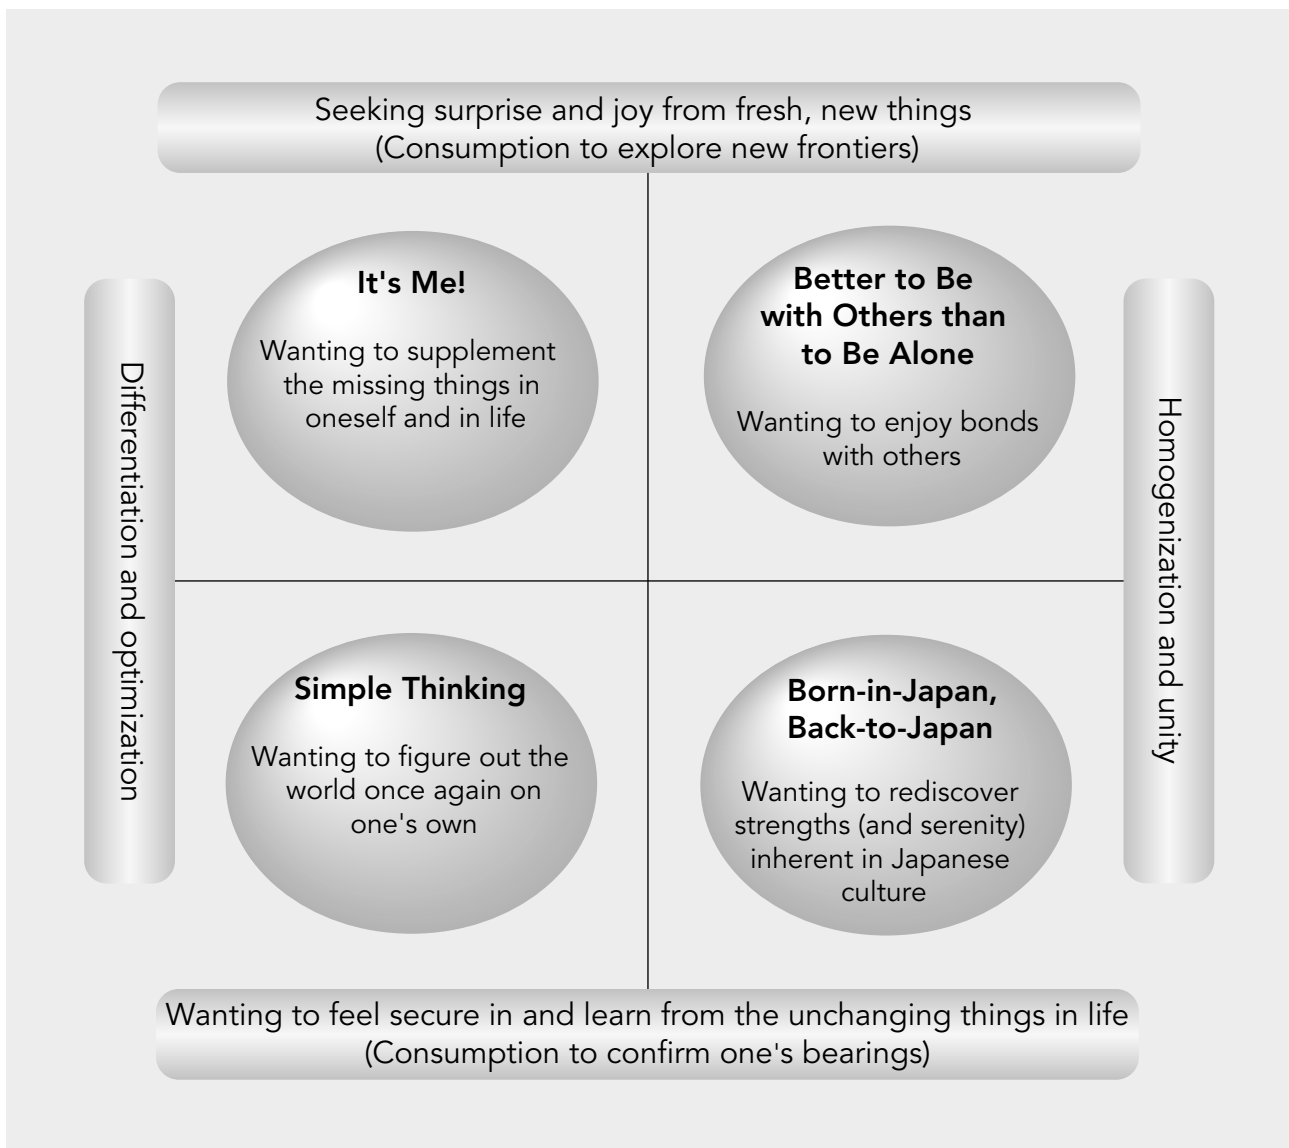 Seeking surprise and joy from fresh, new things
(Consumption to explore new frontiers)
Differentiation and optimization
It's Me!
Wanting to supplement
the missing things in
oneself and in life
Better to Be
with Others than
to Be Alone
Wanting to enjoy bonds
with others
Homogenization and unity
Simple Thinking
Wanting to figure out the
world once again on
one's own
Born-in-Japan,
Back-to-Japan
Wanting to rediscover
strengths (and serenity)
inherent in Japanese
culture
Wanting to feel secure in and learn from the unchanging things in life
(Consumption to confirm one's bearings)